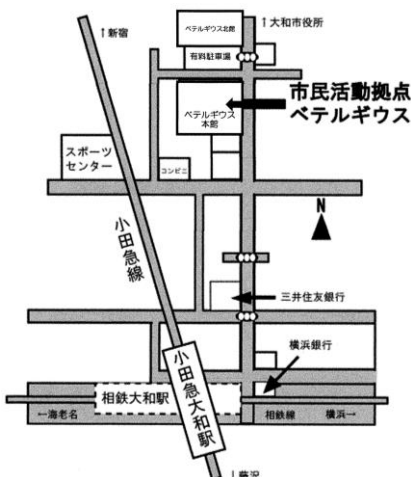 ベテルギウス北館
↑大和市役所
↑新宿
有料駐車場
市民活動拠点
ベテルギウス
ベテルギウス
本館
スポーツ
センター
コンビニ
小田急線
N
三井住友銀行
横浜銀行
小田急大和駅
相鉄大和駅
←海老名
相鉄線
横浜→
↓藤沢